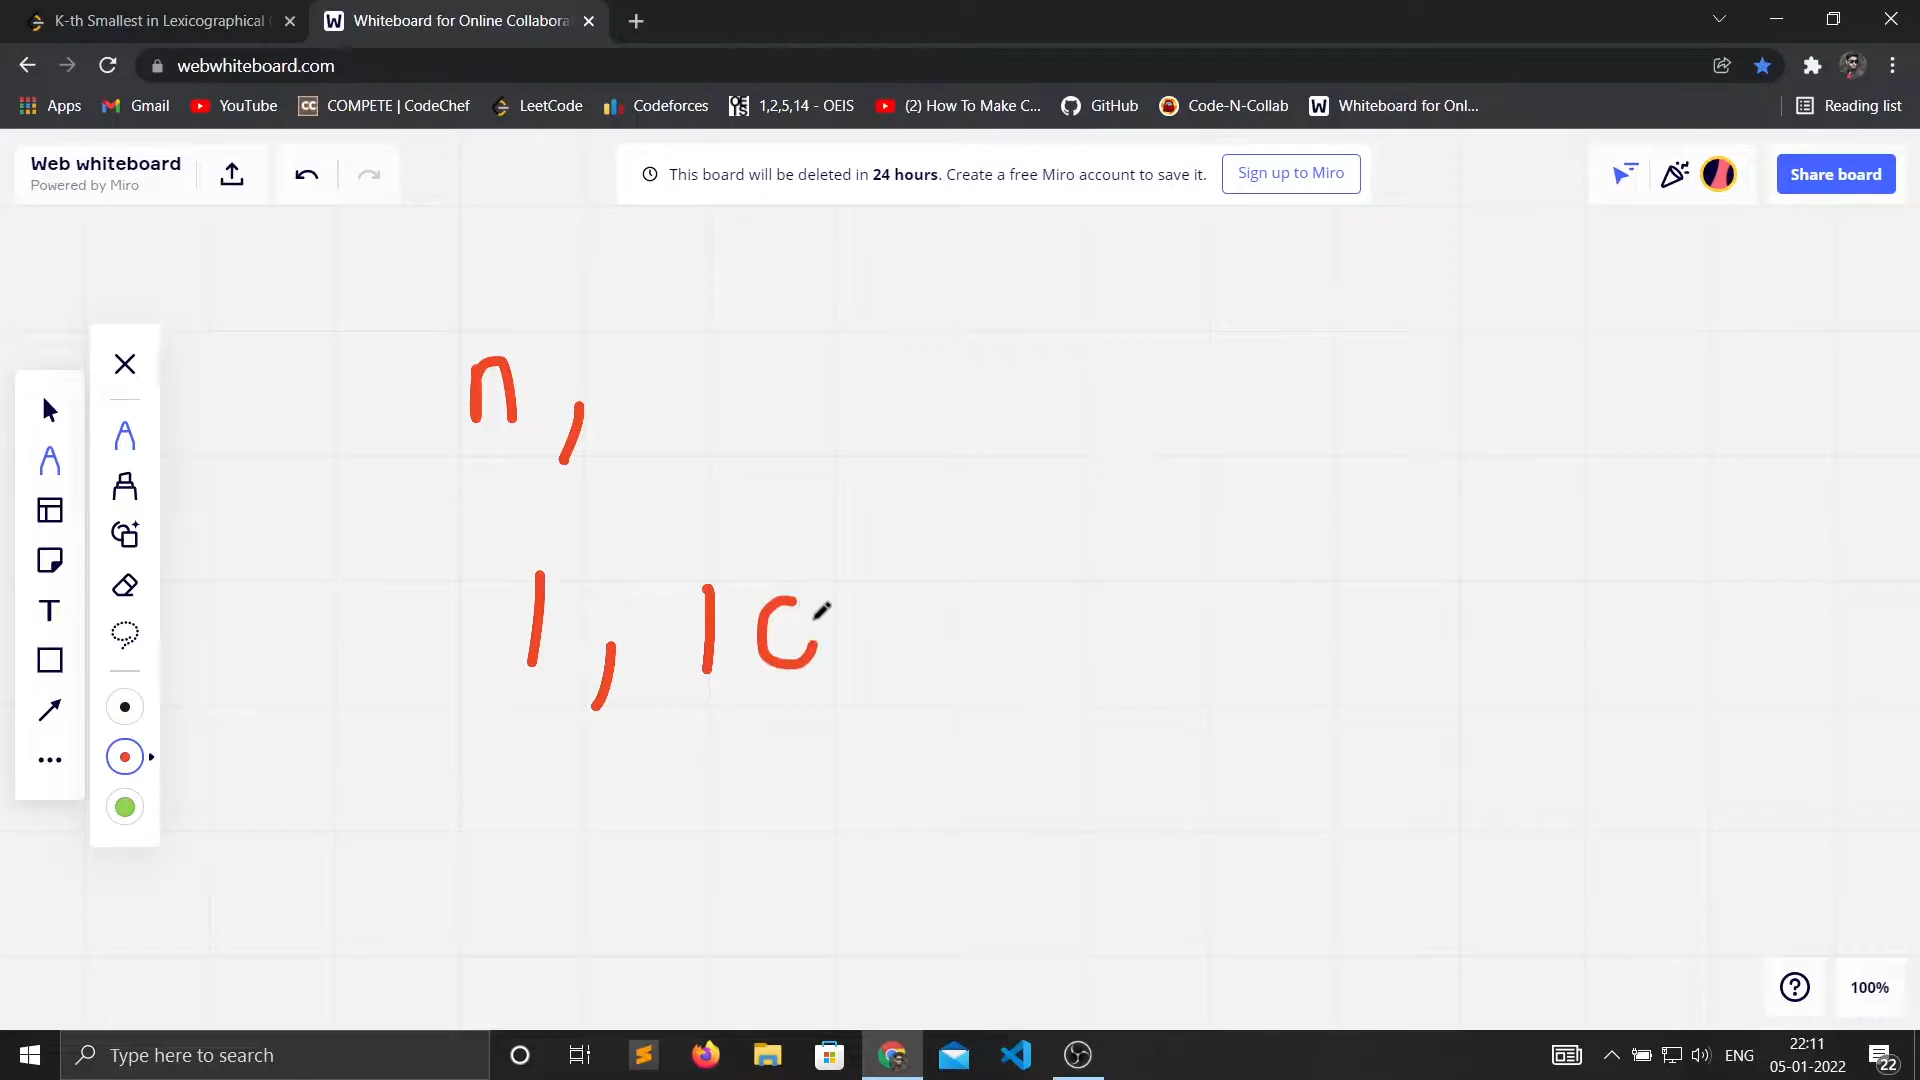 K-th Smallest in Lexicographical
Whiteboard for Online Collabora
webwhiteboard.com
Apps Gmail YouTube COMPETE | CodeChef LeetCode Codeforces 1,2,5,14 - OEIS (2) How To Make C... GitHub Code-N-Collab Whiteboard for Onl... Reading list
Web whiteboard
Powered by Miro
This board will be deleted in 24 hours. Create a free Miro account to save it.
Sign up to Miro
Share board
n ,
1 , 1 0
T
100%
Type here to search
ENG
22:11
05-01-2022
22